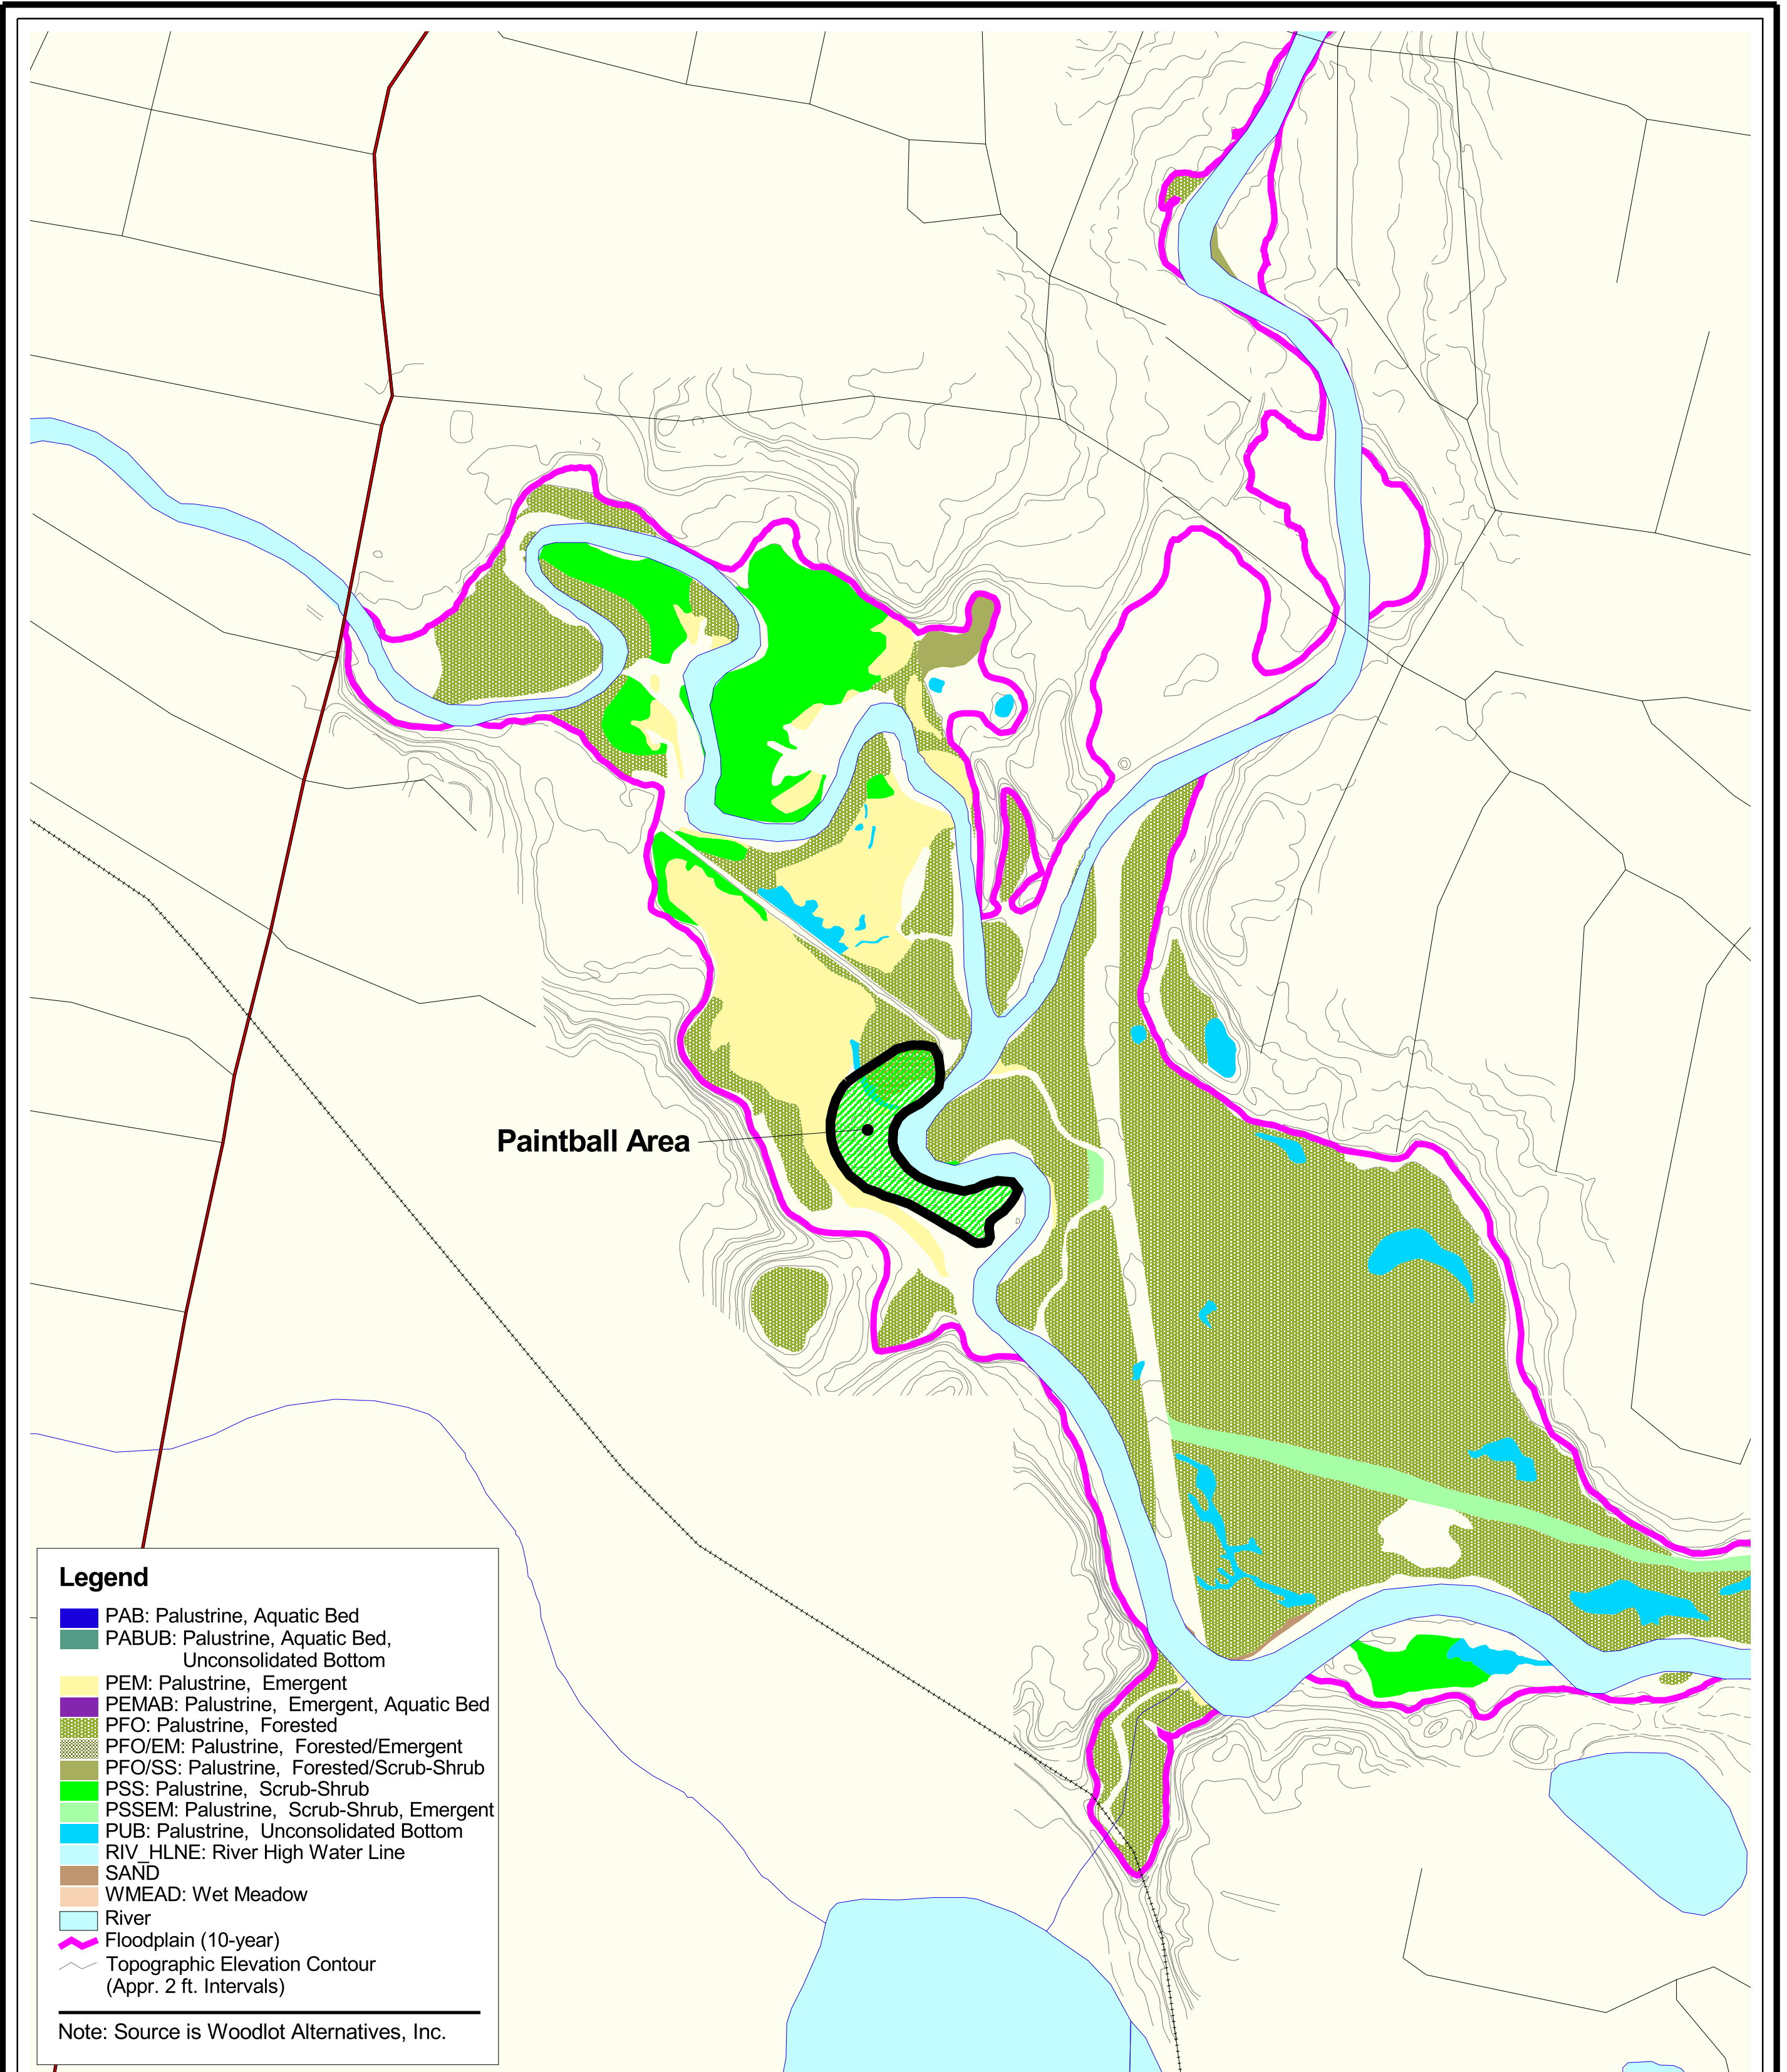 Paintball Area
Legend
PAB: Palustrine, Aquatic Bed
PABUB: Palustrine, Aquatic Bed,
Unconsolidated Bottom
PEM: Palustrine, Emergent
PEMAB: Palustrine, Emergent, Aquatic Bed
PFO: Palustrine, Forested
PFO/EM: Palustrine, Forested/Emergent
PFO/SS: Palustrine, Forested/Scrub-Shrub
PSS: Palustrine, Scrub-Shrub
PSSEM: Palustrine, Scrub-Shrub, Emergent
PUB: Palustrine, Unconsolidated Bottom
RIV_HLNE: River High Water Line
SAND
WMEAD: Wet Meadow
River
Floodplain (10-year)
Topographic Elevation Contour
(Appr. 2 ft. Intervals)
Note: Source is Woodlot Alternatives, Inc.